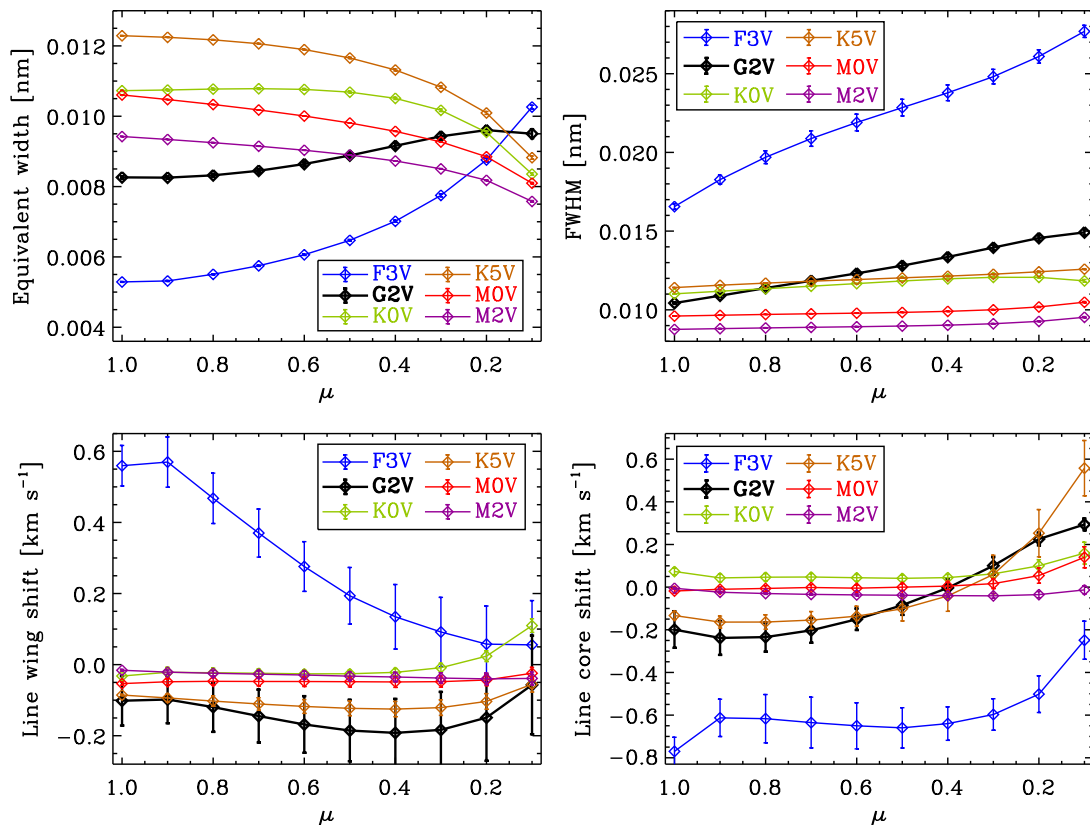 Equivalent width [nm]
0.012
0.010
0.008
0.006
0.004
1.0 0.8 0.6 0.4 0.2
μ
F3V K5V
G2V M0V
K0V M2V
FWHM [nm]
0.025
0.020
0.015
0.010
1.0 0.8 0.6 0.4 0.2
μ
F3V K5V
G2V M0V
K0V M2V
Line wing shift [km s⁻¹]
0.6
0.4
0.2
0.0
−0.2
1.0 0.8 0.6 0.4 0.2
μ
F3V K5V
G2V M0V
K0V M2V
Line core shift [km s⁻¹]
0.6
0.4
0.2
0.0
−0.2
−0.4
−0.6
−0.8
1.0 0.8 0.6 0.4 0.2
μ
F3V K5V
G2V M0V
K0V M2V